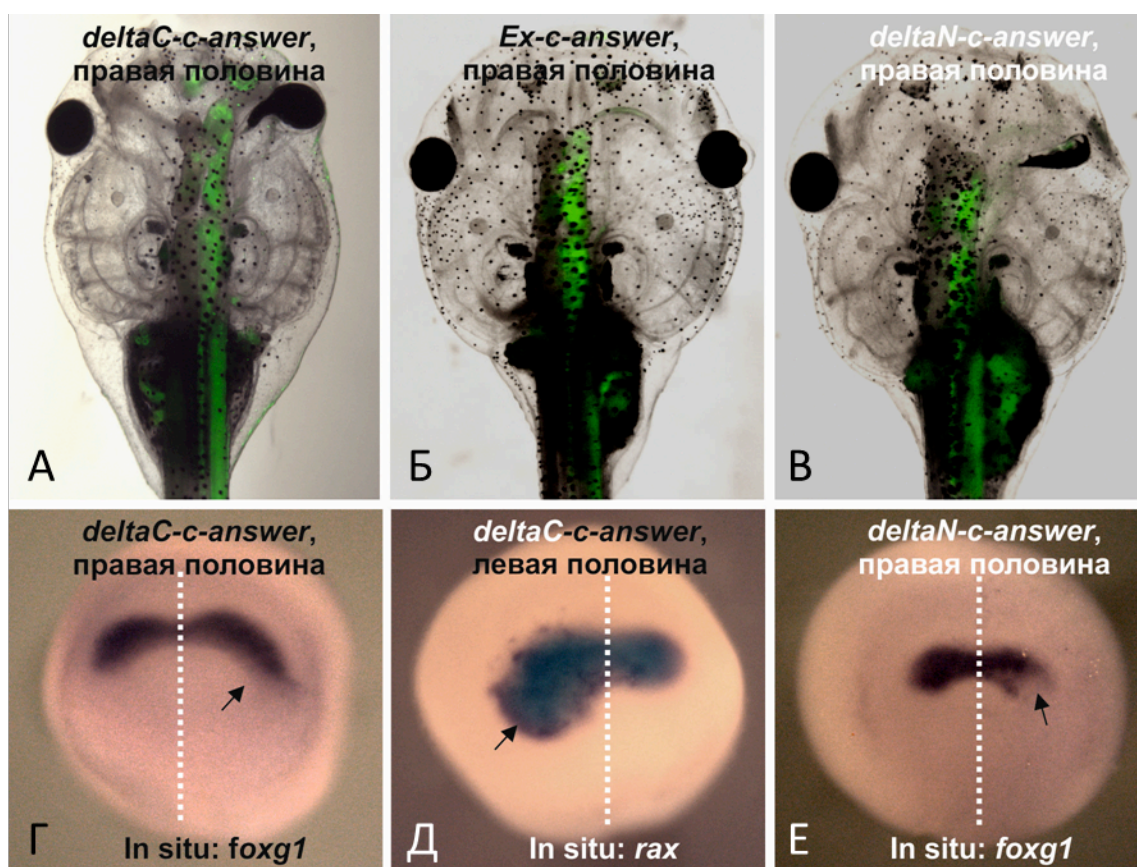 deltaC-c-answer,
правая половина
А
Ex-c-answer,
правая половина
Б
deltaN-c-answer,
правая половина
В
deltaC-c-answer,
правая половина
Г
In situ: foxg1
deltaC-c-answer,
левая половина
Д
In situ: rax
deltaN-c-answer,
правая половина
Е
In situ: foxg1